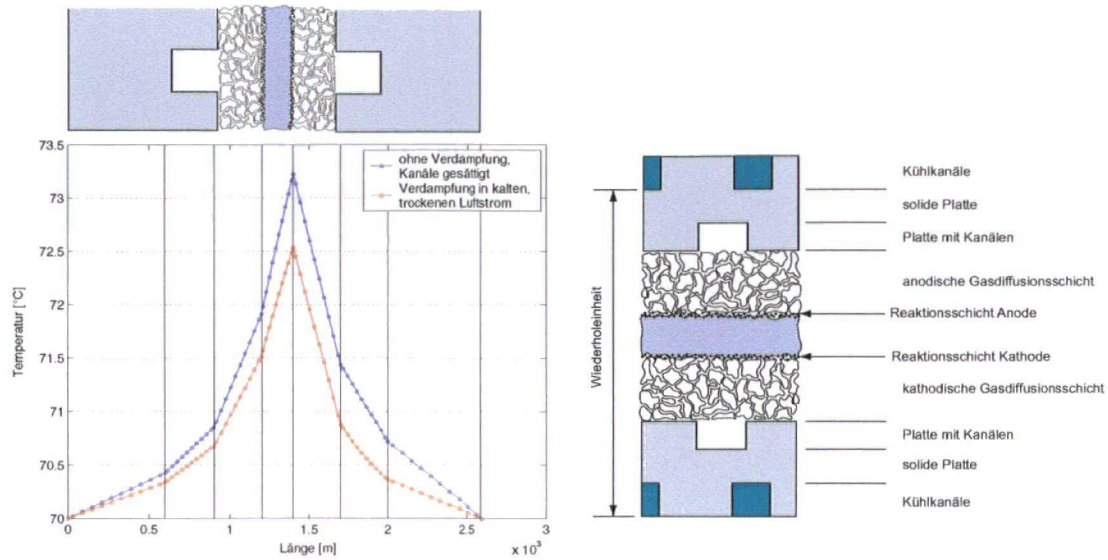 73.5
73
72.5
72
71.5
71
70.5
70
Temperatur [°C]
ohne Verdampfung,
Kanäle gesättigt
Verdampfung in kalten,
trockenen Luftstrom
0
0.5
1
1.5
2
2.5
3
Länge [m]
x 10³
Wiederholeinheit
Kühlkanäle
solide Platte
Platte mit Kanälen
anodische Gasdiffusionsschicht
Reaktionsschicht Anode
Reaktionsschicht Kathode
kathodische Gasdiffusionsschicht
Platte mit Kanälen
solide Platte
Kühlkanäle